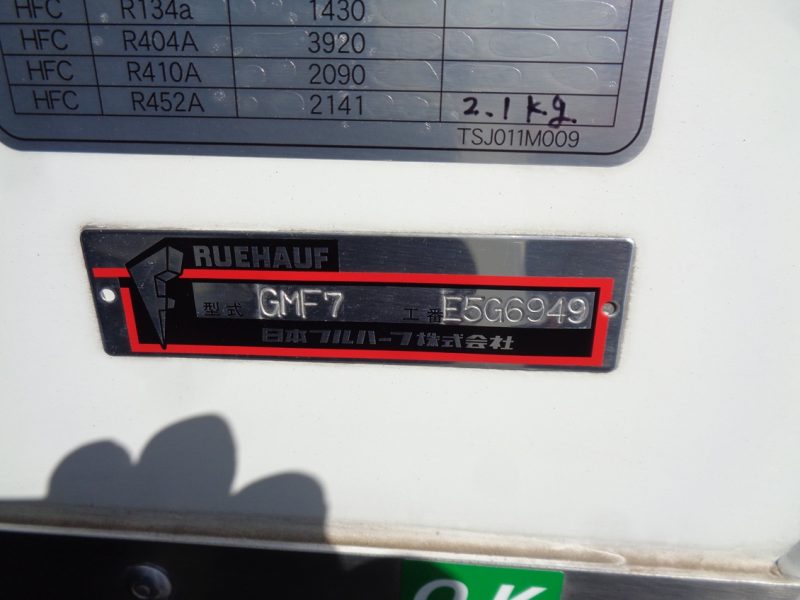 HFC R134a 1430
HFC R404A 3920
HFC R410A 2090
HFC R452A 2141 2.1kg.
TSJ011M009
RUEHAUF
型式 GMF7 工番 E5G6949
日本フルハーフ株式会社
OK